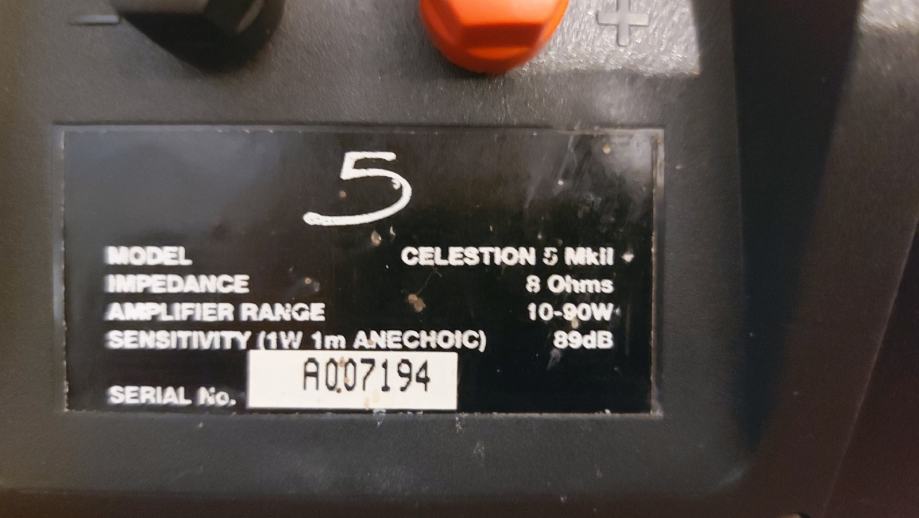 − +
5
MODEL CELESTION 5 MkII
IMPEDANCE 8 Ohms
AMPLIFIER RANGE 10-90W
SENSITIVITY (1W 1m ANECHOIC) 89dB
SERIAL No. A007194